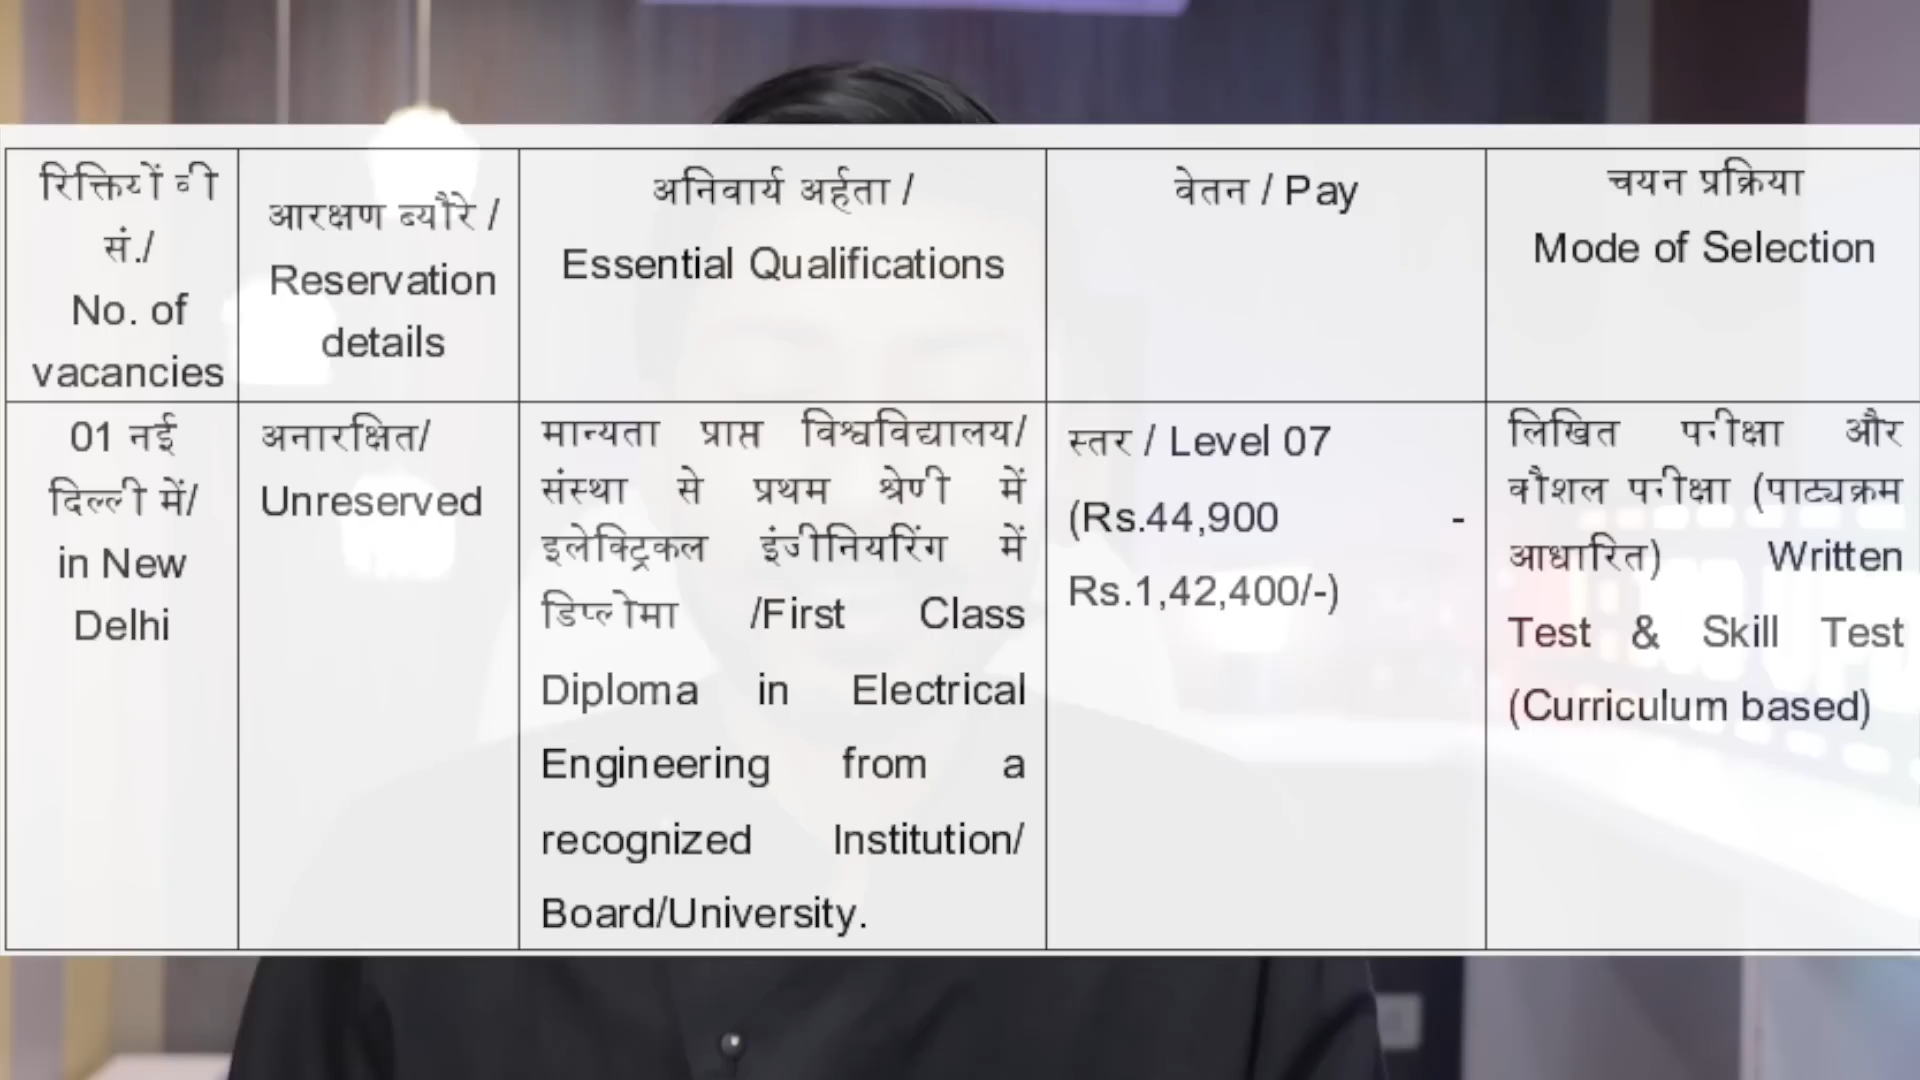 रिक्तियों की
सं./
No. of
vacancies
आरक्षण ब्यौरे /
Reservation
details
अनिवार्य अर्हता /
Essential Qualifications
वेतन / Pay
चयन प्रक्रिया
Mode of Selection
01 नई
दिल्ली में/
in New
Delhi
अनारक्षित/
Unreserved
मान्यता प्राप्त विश्वविद्यालय/
संस्था से प्रथम श्रेणी में
इलेक्ट्रिकल इंजीनियरिंग में
डिप्लोमा /First Class
Diploma in Electrical
Engineering from a
recognized Institution/
Board/University.
स्तर / Level 07
(Rs.44,900 -
Rs.1,42,400/-)
लिखित परीक्षा और
कौशल परीक्षा (पाठ्यक्रम
आधारित) Written
Test & Skill Test
(Curriculum based)